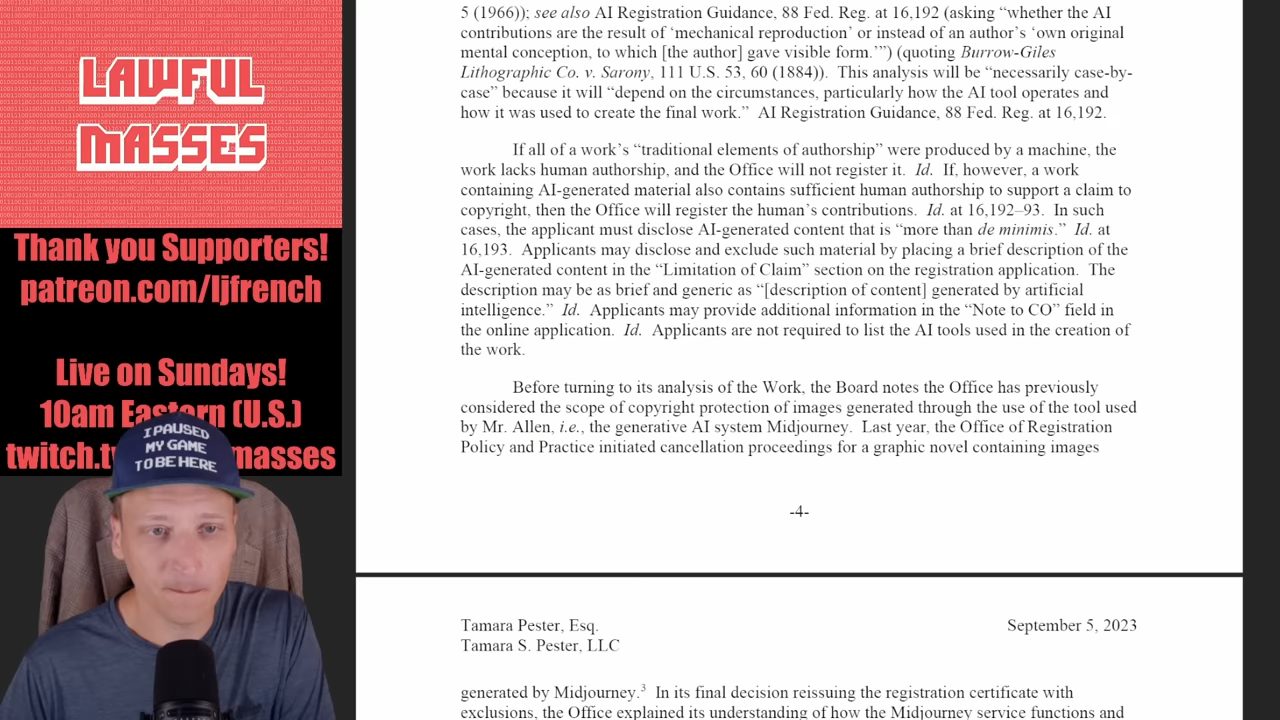 LAWFUL
MASSES
Thank you Supporters!
patreon.com/ljfrench
Live on Sundays!
10am Eastern (U.S.)
twitch.t masses
I PAUSED
MY GAME
TO BE HERE
5 (1966)); see also AI Registration Guidance, 88 Fed. Reg. at 16,192 (asking “whether the AI
contributions are the result of ‘mechanical reproduction’ or instead of an author’s ‘own original
mental conception, to which [the author] gave visible form.’”) (quoting Burrow-Giles
Lithographic Co. v. Sarony, 111 U.S. 53, 60 (1884)). This analysis will be “necessarily case-by-
case” because it will “depend on the circumstances, particularly how the AI tool operates and
how it was used to create the final work.” AI Registration Guidance, 88 Fed. Reg. at 16,192.
If all of a work’s “traditional elements of authorship” were produced by a machine, the
work lacks human authorship, and the Office will not register it. Id. If, however, a work
containing AI-generated material also contains sufficient human authorship to support a claim to
copyright, then the Office will register the human’s contributions. Id. at 16,192–93. In such
cases, the applicant must disclose AI-generated content that is “more than de minimis.” Id. at
16,193. Applicants may disclose and exclude such material by placing a brief description of the
AI-generated content in the “Limitation of Claim” section on the registration application. The
description may be as brief and generic as “[description of content] generated by artificial
intelligence.” Id. Applicants may provide additional information in the “Note to CO” field in
the online application. Id. Applicants are not required to list the AI tools used in the creation of
the work.
Before turning to its analysis of the Work, the Board notes the Office has previously
considered the scope of copyright protection of images generated through the use of the tool used
by Mr. Allen, i.e., the generative AI system Midjourney. Last year, the Office of Registration
Policy and Practice initiated cancellation proceedings for a graphic novel containing images
-4-
Tamara Pester, Esq. September 5, 2023
Tamara S. Pester, LLC
generated by Midjourney.3 In its final decision reissuing the registration certificate with
exclusions, the Office explained its understanding of how the Midjourney service functions and